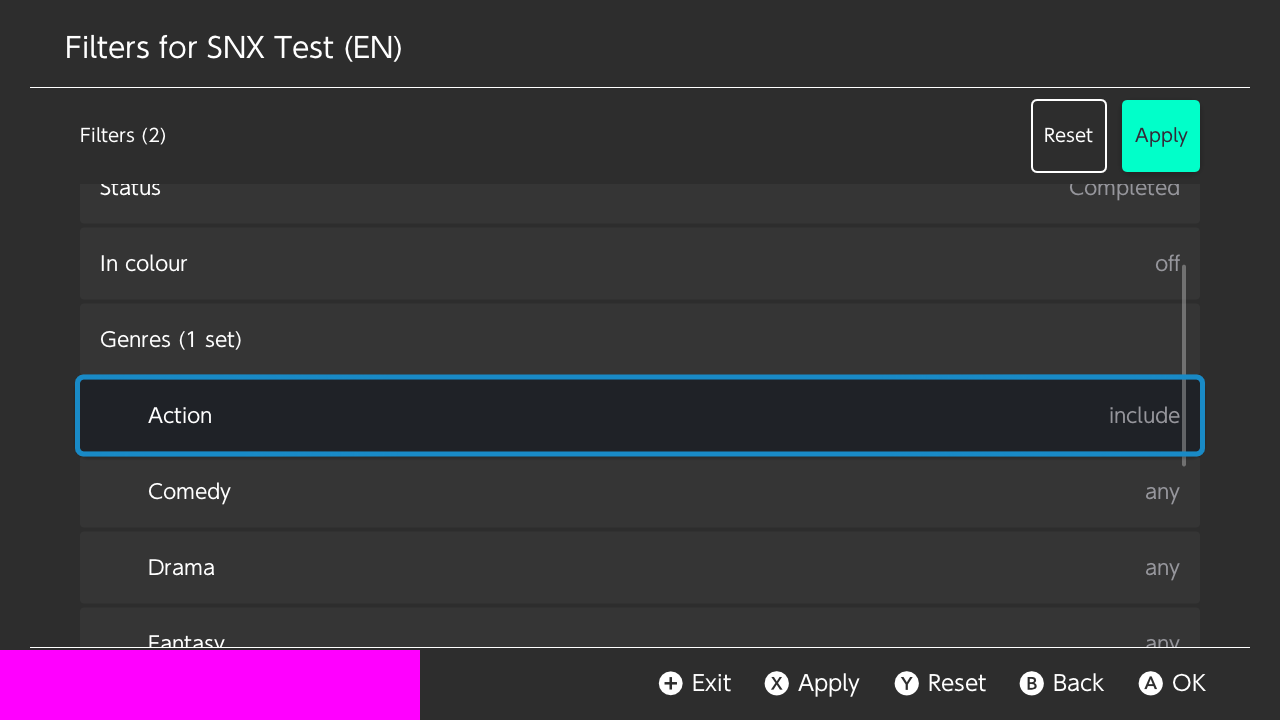 Filters for SNX Test (EN)
Filters (2)
Reset
Apply
Status
Completed
In colour
off
Genres (1 set)
Action
include
Comedy
any
Drama
any
Fantasy
any
+ Exit
X Apply
Y Reset
B Back
A OK